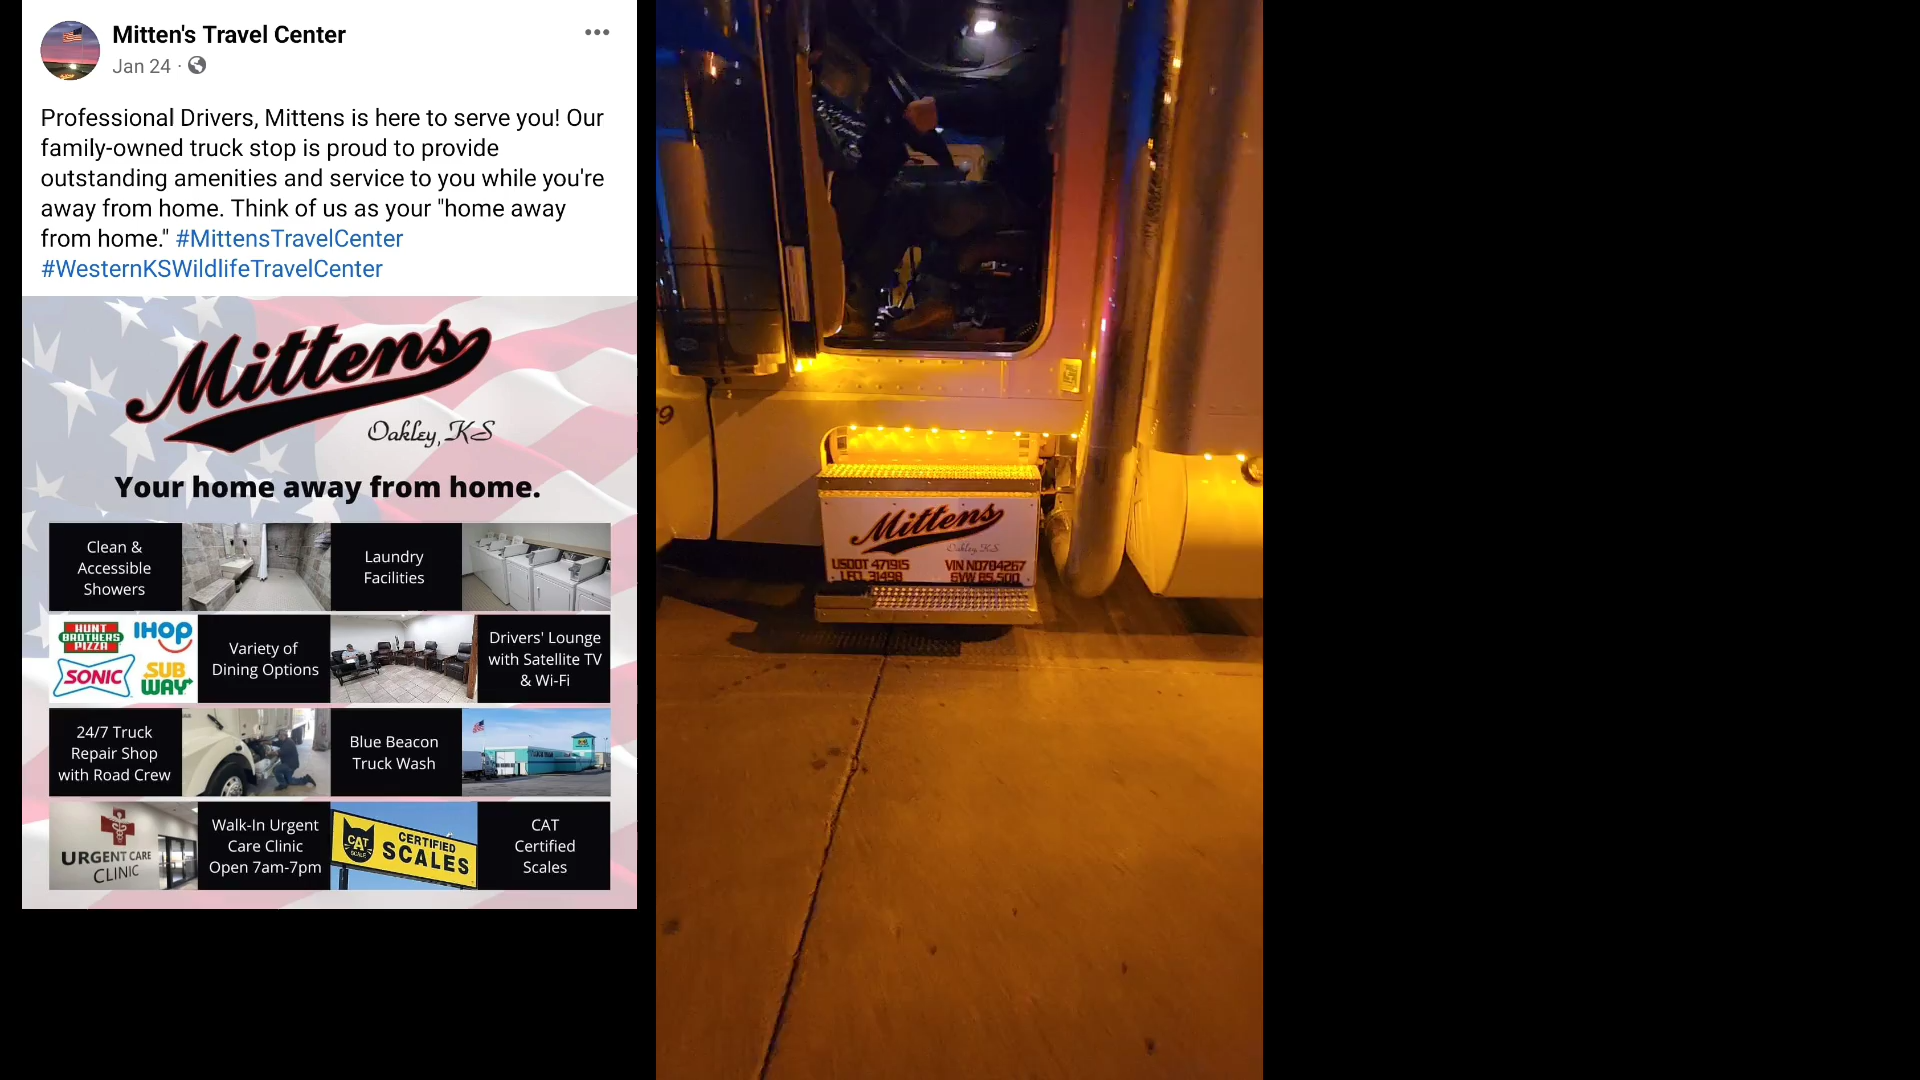 Mitten's Travel Center
Jan 24 ·
Professional Drivers, Mittens is here to serve you! Our
family-owned truck stop is proud to provide
outstanding amenities and service to you while you're
away from home. Think of us as your "home away
from home." #MittensTravelCenter
#WesternKSWildlifeTravelCenter
Mittens
Oakley, KS
Your home away from home.
Clean &
Accessible
Showers
Laundry
Facilities
HUNT
BROTHERS
PIZZA
IHOP
SONIC
SUB
WAY
Variety of
Dining Options
Drivers' Lounge
with Satellite TV
& Wi-Fi
24/7 Truck
Repair Shop
with Road Crew
Blue Beacon
Truck Wash
URGENT CARE
CLINIC
Walk-In Urgent
Care Clinic
Open 7am-7pm
CAT
SCALE
CERTIFIED
SCALES
CAT
Certified
Scales
Mittens
Oakley, KS
USDOT 471915
VIN ND784267
GVW 85,500